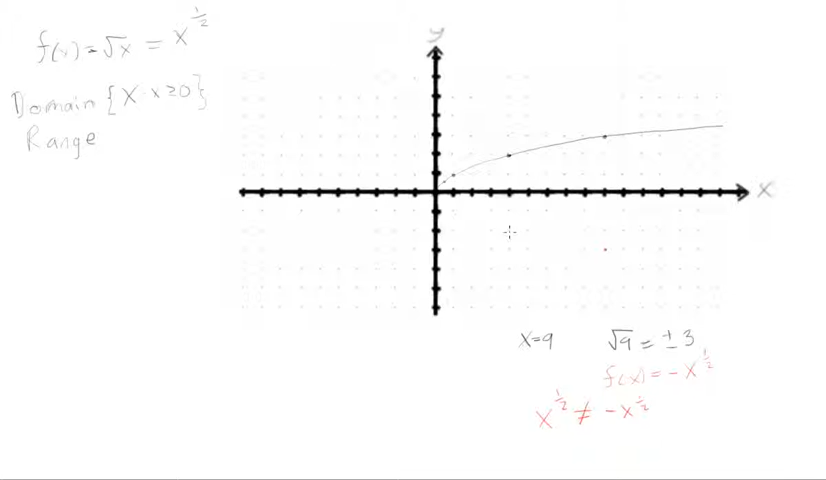 f(x) = √x = x^(1/2)
Domain {x : x ≥ 0}
Range
y
x
x=9 √9 = ±3
f(x) = -x^(1/2)
x^(1/2) ≠ -x^(1/2)